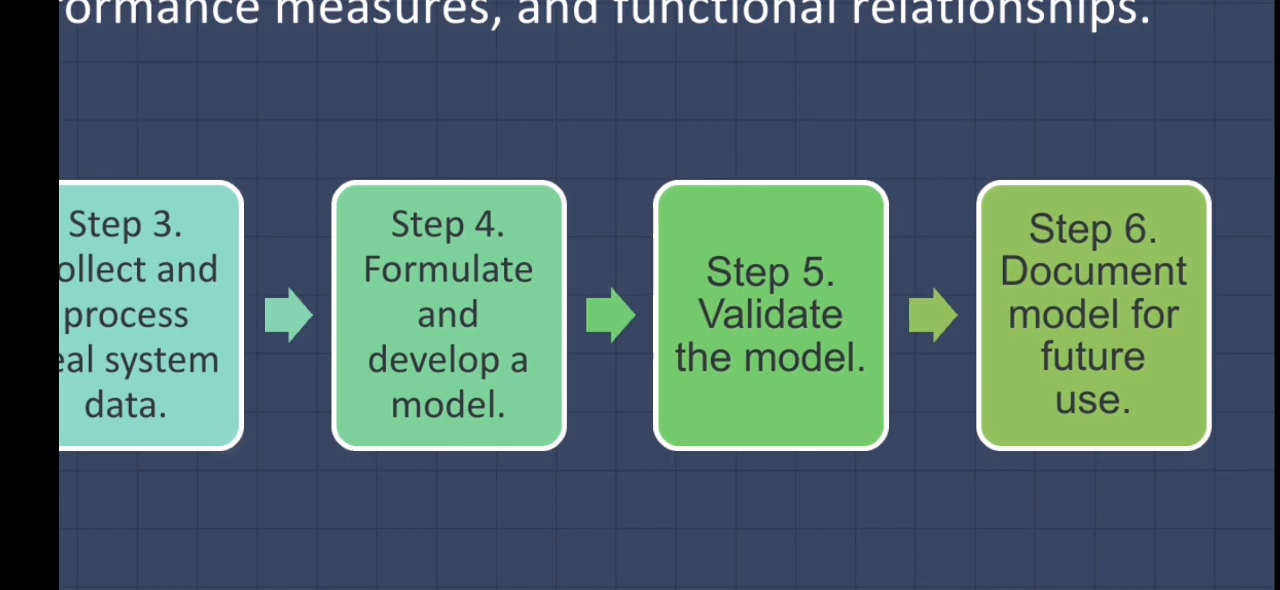 ormance measures, and functional relationships.
Step 3.
ollect and
process
eal system
data.
Step 4.
Formulate
and
develop a
model.
Step 5.
Validate
the model.
Step 6.
Document
model for
future
use.